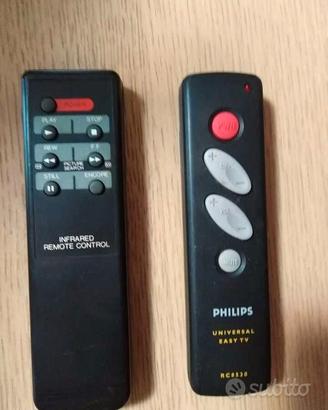 POWER
PLAY STOP
REW F.F
PICTURE
SEARCH
STILL ENCORE
INFRARED
REMOTE CONTROL
PHILIPS
UNIVERSAL
EASY TV
subito